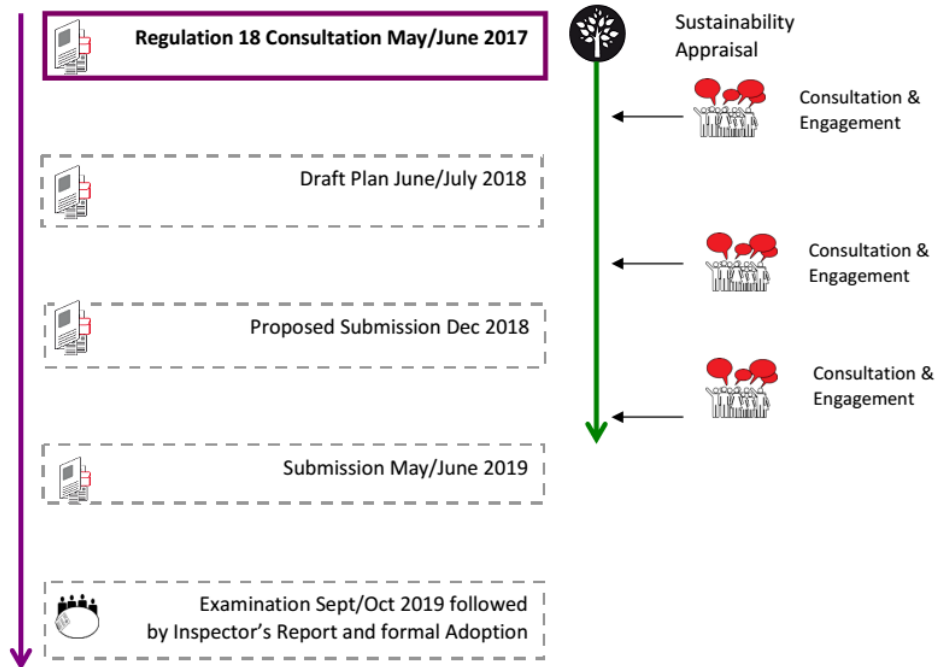 Regulation 18 Consultation May/June 2017
Sustainability
Appraisal
Consultation &
Engagement
Draft Plan June/July 2018
Consultation &
Engagement
Proposed Submission Dec 2018
Consultation &
Engagement
Submission May/June 2019
Examination Sept/Oct 2019 followed
by Inspector's Report and formal Adoption